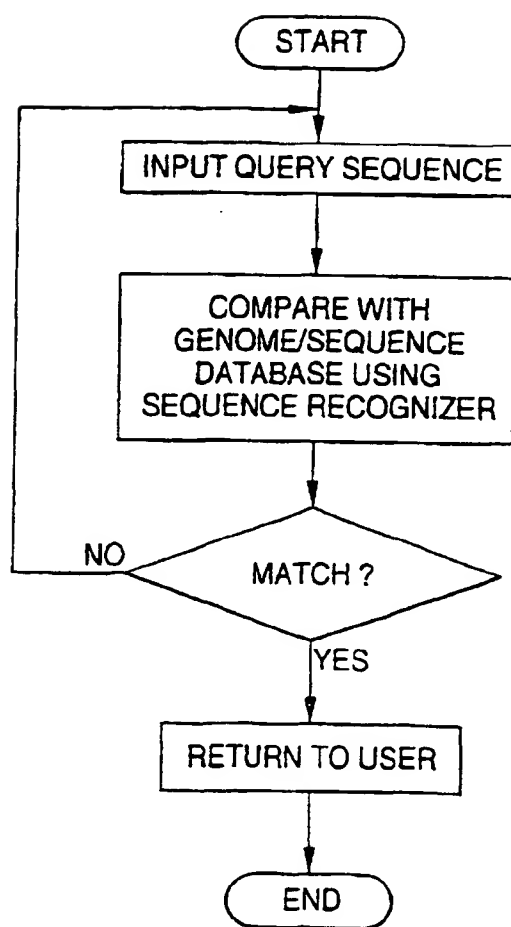 START
INPUT QUERY SEQUENCE
COMPARE WITH
GENOME/SEQUENCE
DATABASE USING
SEQUENCE RECOGNIZER
MATCH ?
NO
YES
RETURN TO USER
END